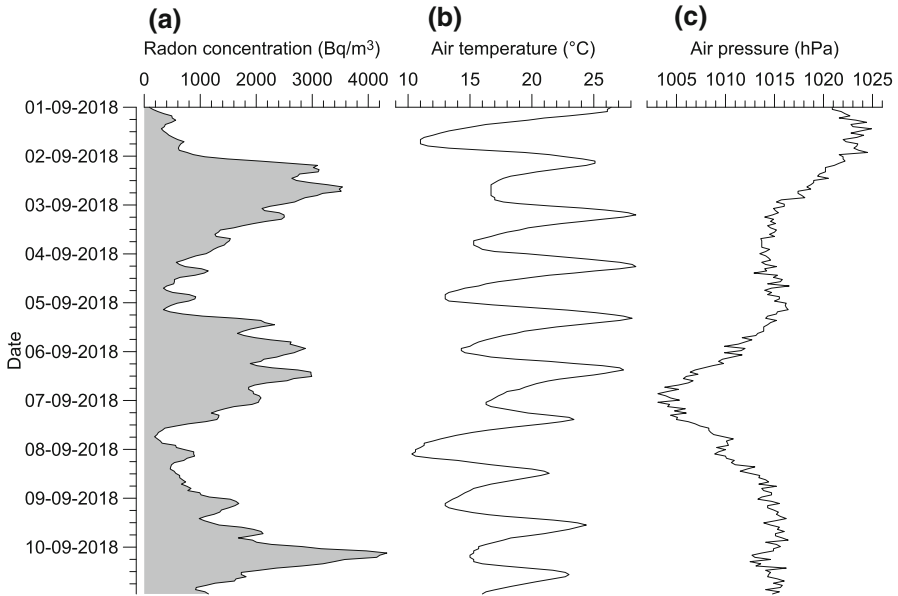 (a) (b) (c)
Radon concentration (Bq/m³) Air temperature (°C) Air pressure (hPa)
0 1000 2000 3000 4000 10 15 20 25 1005 1010 1015 1020 1025
01-09-2018
02-09-2018
03-09-2018
04-09-2018
05-09-2018
Date
06-09-2018
07-09-2018
08-09-2018
09-09-2018
10-09-2018